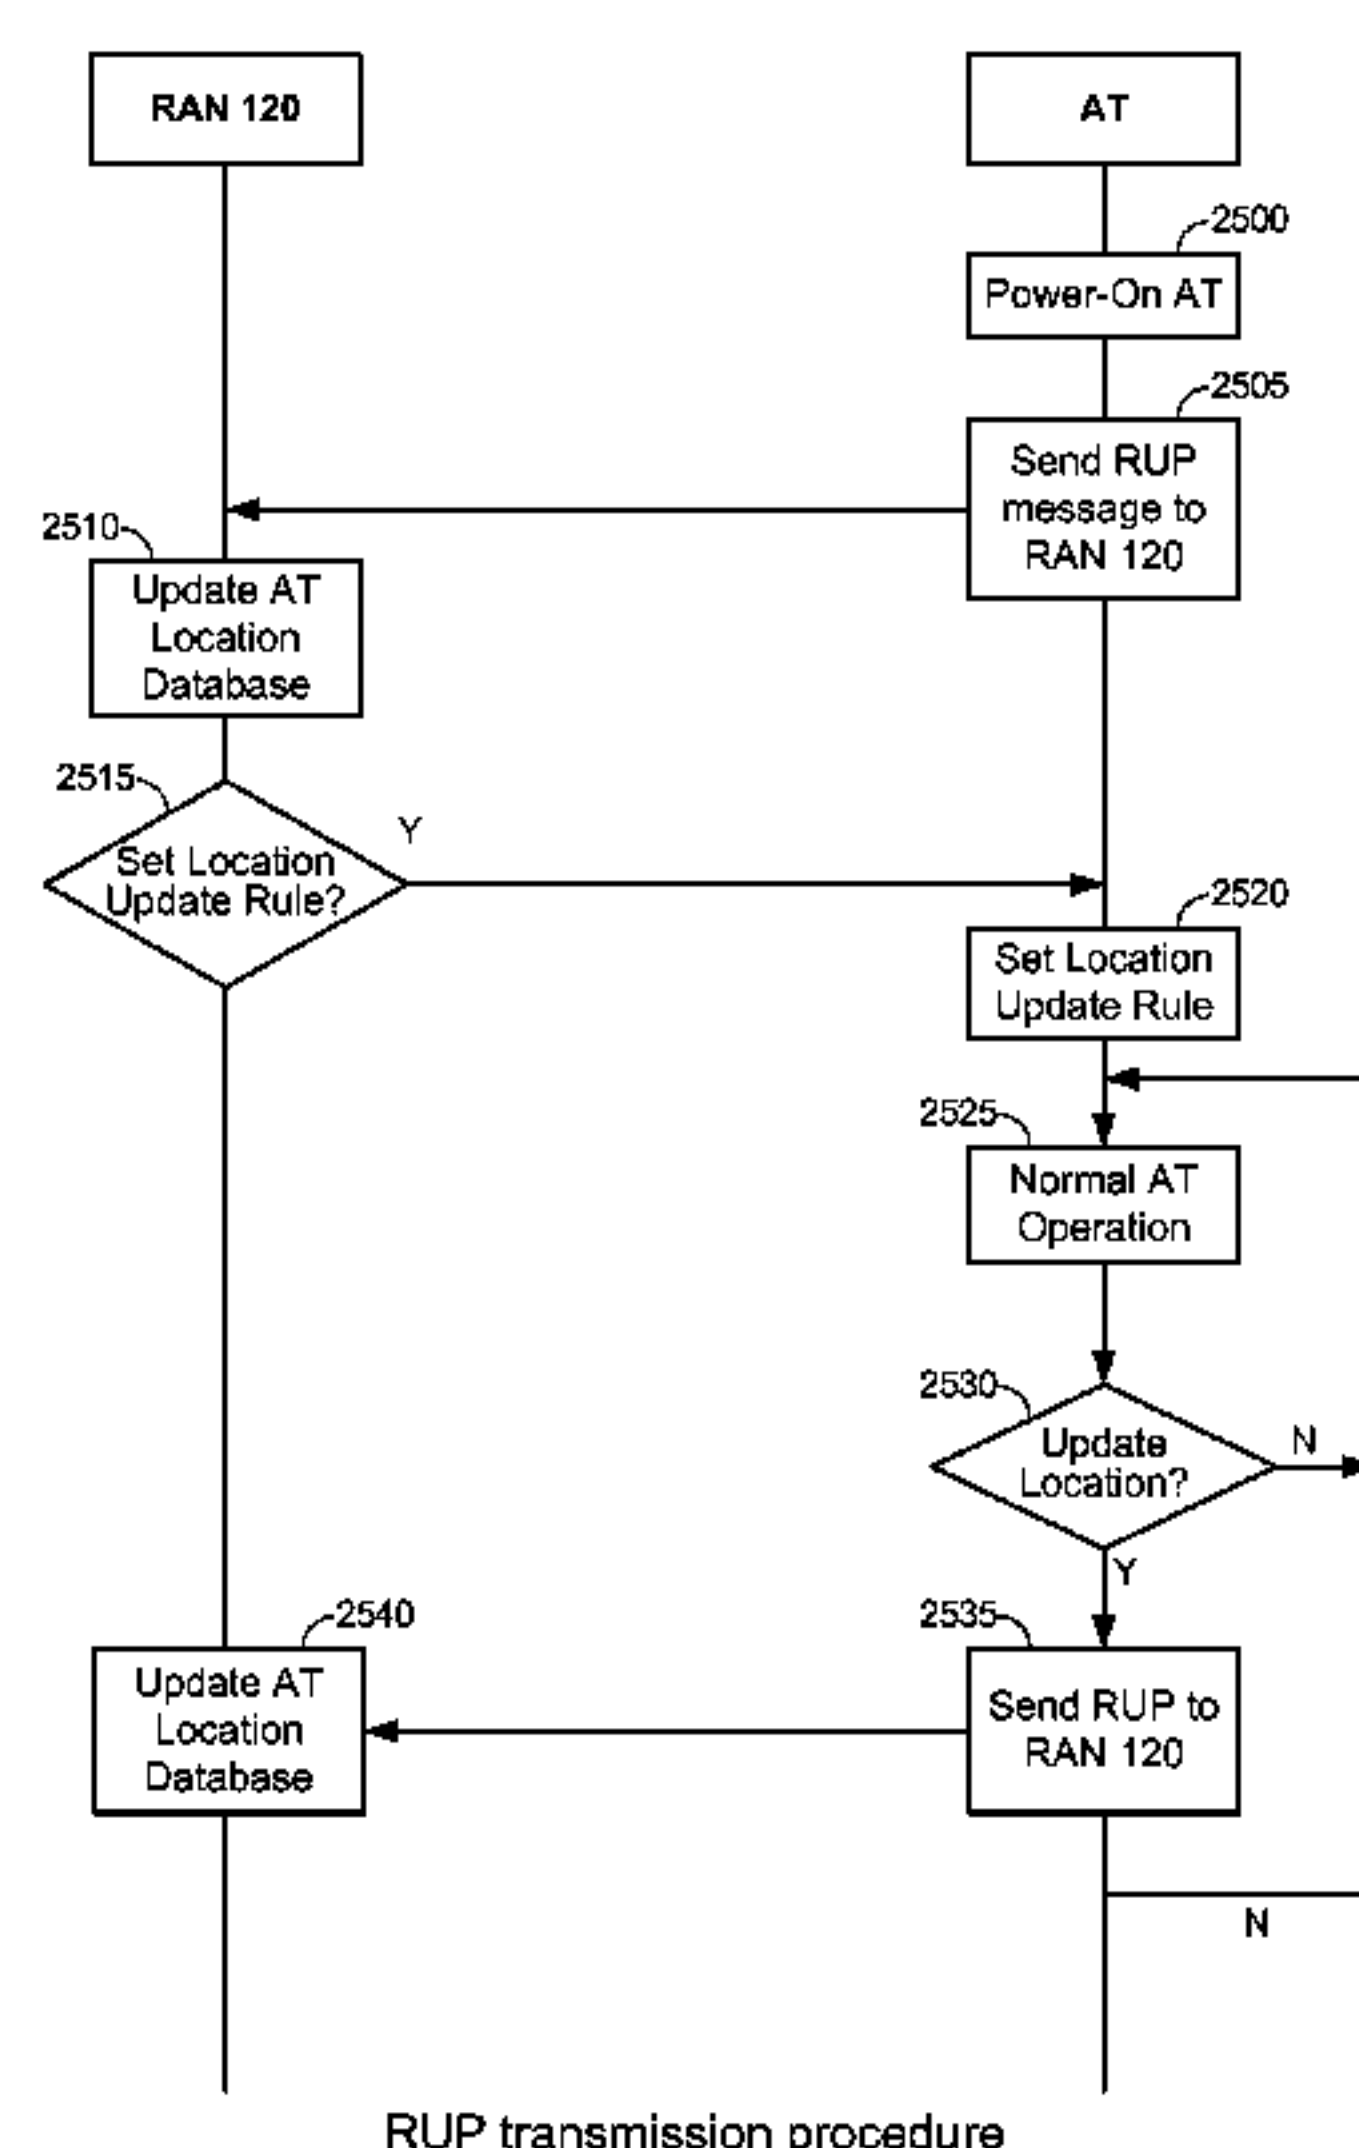 RAN 120
AT
2500
Power-On AT
2505
Send RUP
message to
RAN 120
2510
Update AT
Location
Database
2515
Set Location
Update Rule?
Y
2520
Set Location
Update Rule
2525
Normal AT
Operation
2530
Update
Location?
N
Y
2535
Send RUP to
RAN 120
2540
Update AT
Location
Database
N
RUP transmission procedure